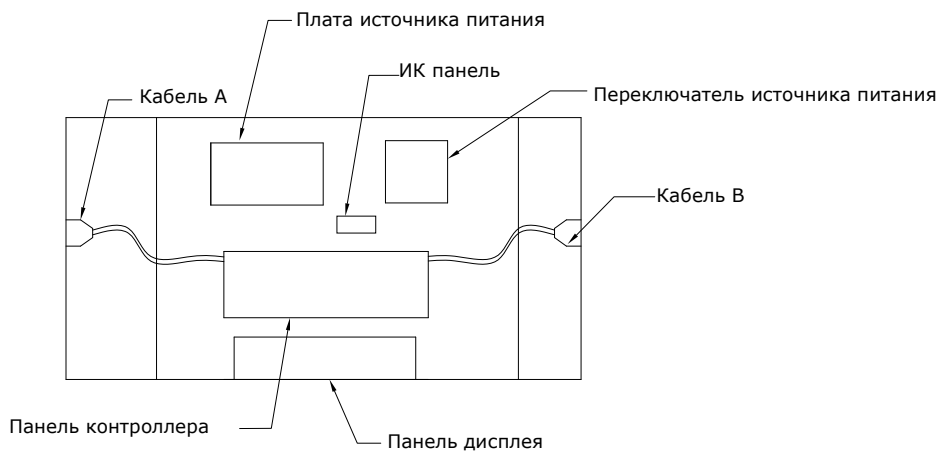 Плата источника питания
ИК панель
Кабель А
Переключатель источника питания
Кабель В
Панель контроллера
Панель дисплея